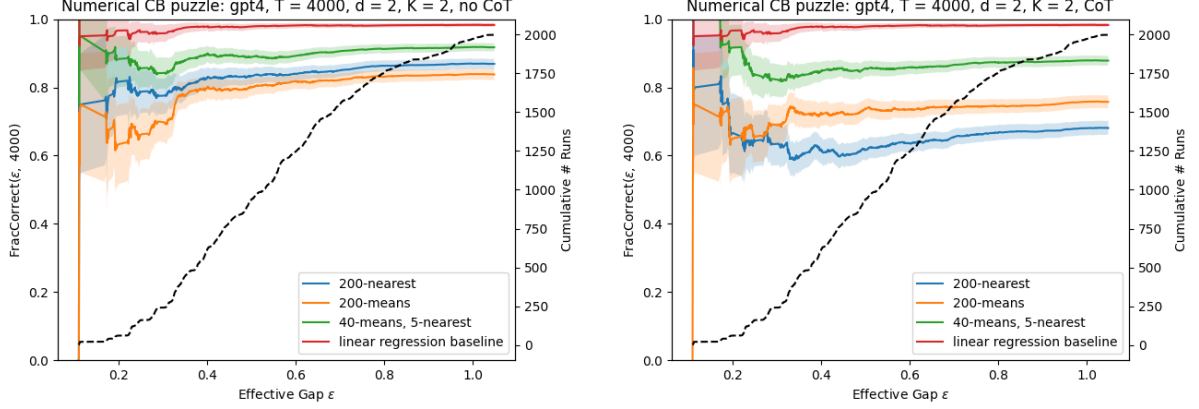 Numerical CB puzzle: gpt4, T = 4000, d = 2, K = 2, no CoT
1.0
0.8
0.6
0.4
0.2
0.0
FracCorrect(ε, 4000)
0.2
0.4
0.6
0.8
1.0
Effective Gap ε
2000
1750
1500
1250
1000
750
500
250
0
Cumulative # Runs
200-nearest
200-means
40-means, 5-nearest
linear regression baseline
Numerical CB puzzle: gpt4, T = 4000, d = 2, K = 2, CoT
1.0
0.8
0.6
0.4
0.2
0.0
FracCorrect(ε, 4000)
0.2
0.4
0.6
0.8
1.0
Effective Gap ε
2000
1750
1500
1250
1000
750
500
250
0
Cumulative # Runs
200-nearest
200-means
40-means, 5-nearest
linear regression baseline